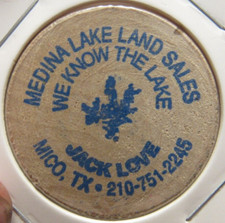 MEDINA LAKE LAND SALES
WE KNOW THE LAKE
JACK LOVE
MICO, TX • 210-751-2245